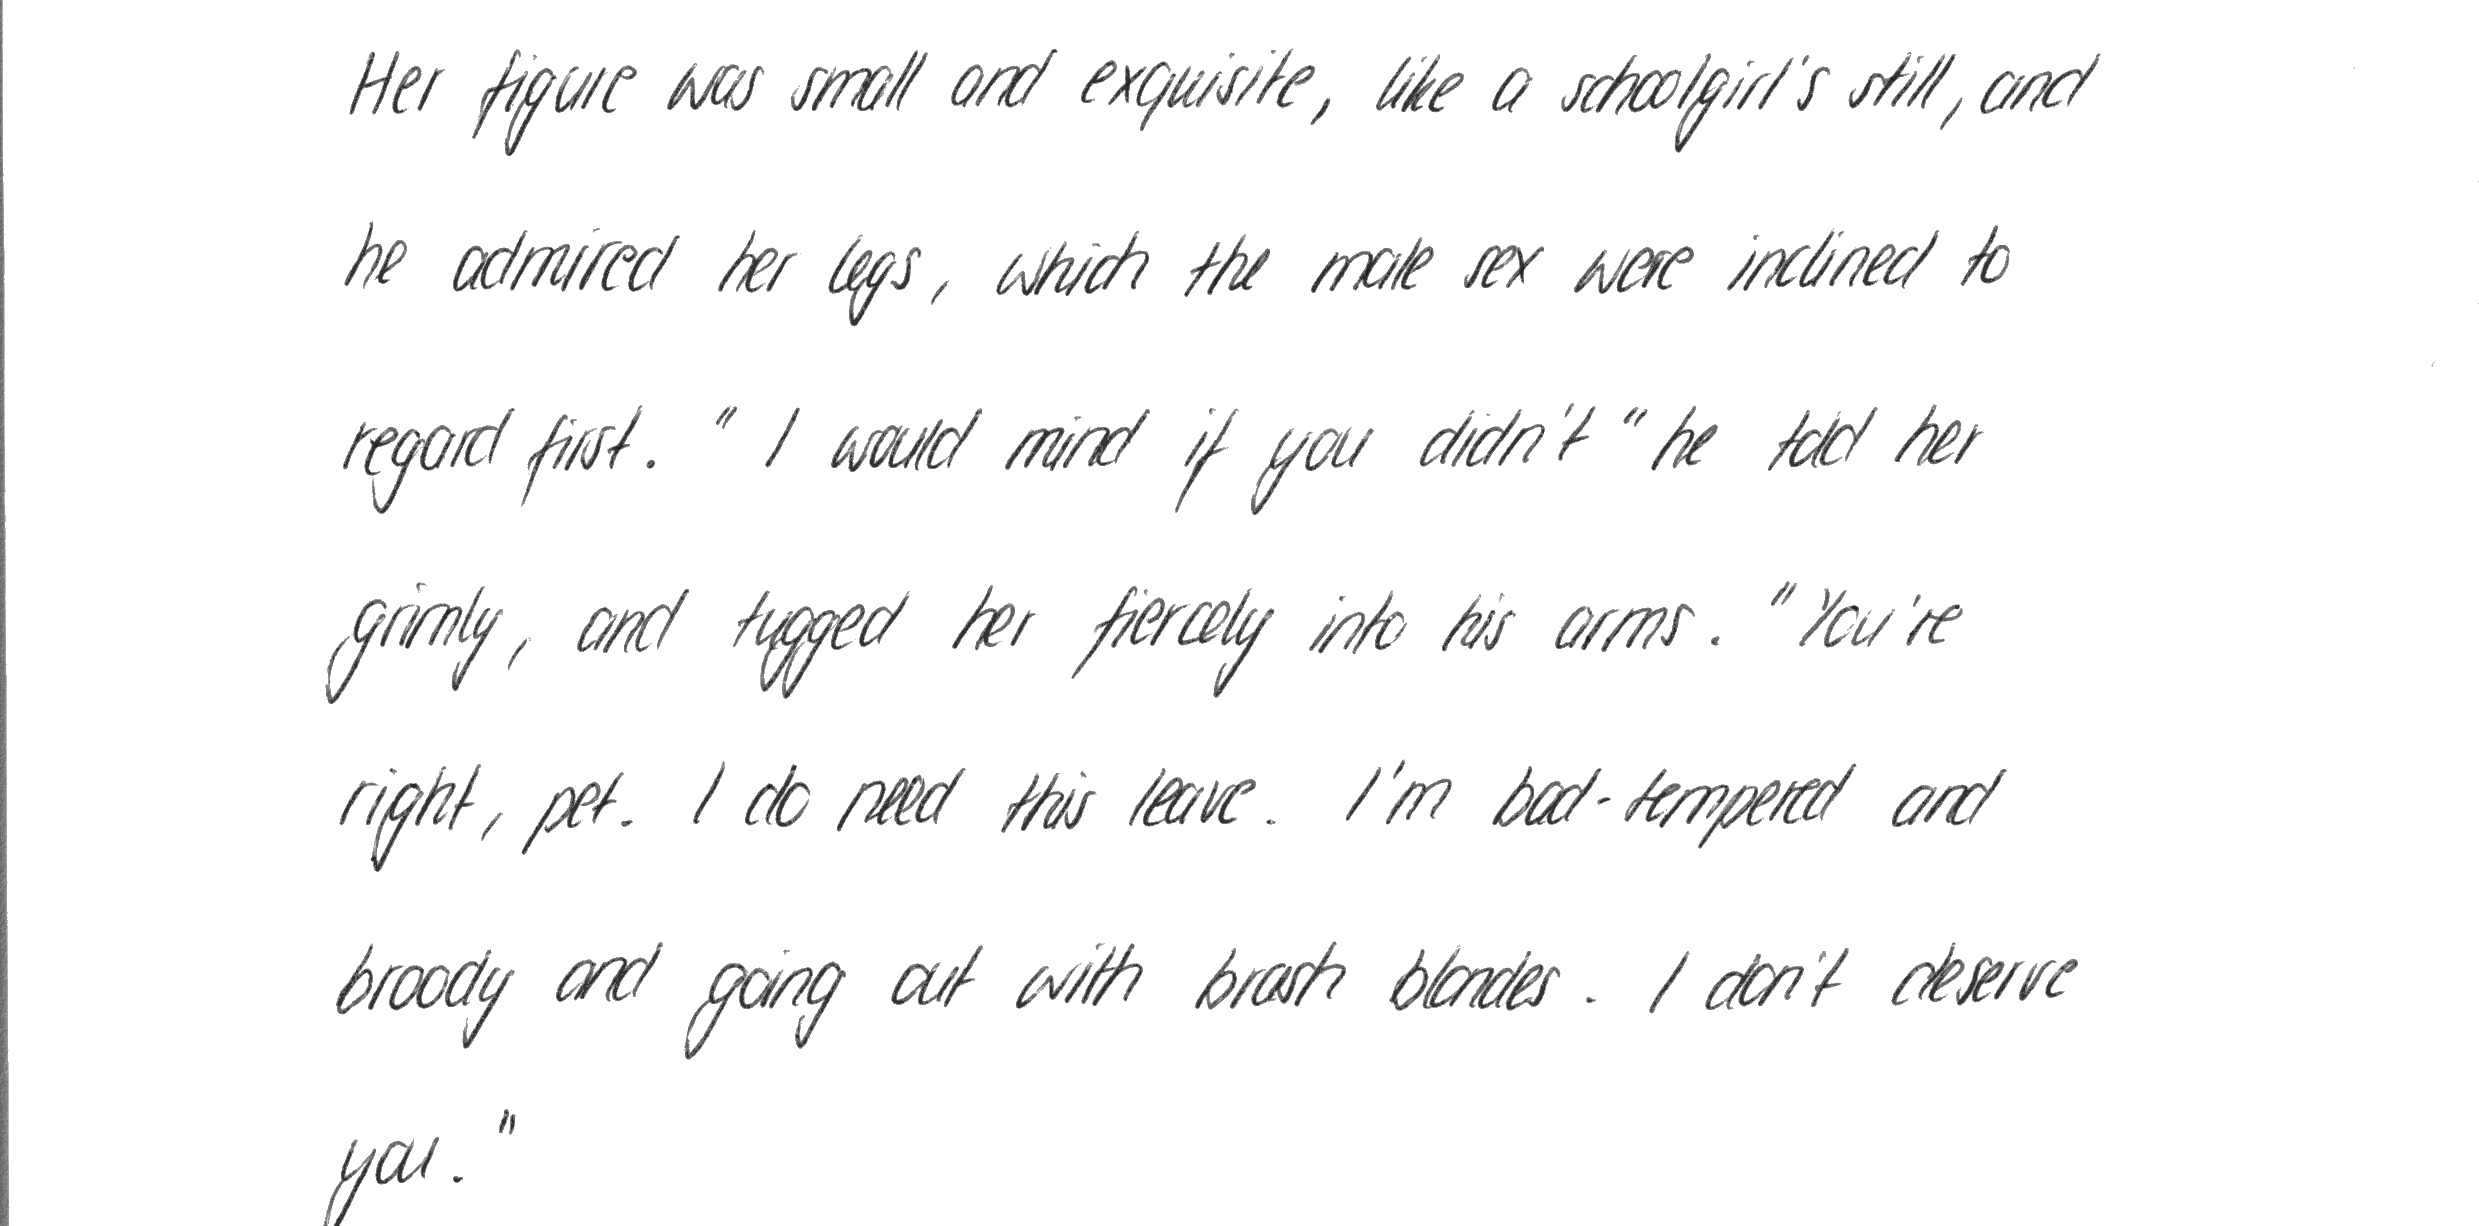 Her figure was small and exquisite, like a schoolgirl's still, and
he admired her legs, which the male sex were inclined to
regard first. "I would mind if you didn't" he told her
grimly, and tugged her fiercely into his arms. "You're
right, pet. I do need this leave. I'm bad-tempered and
broody and going out with brash blondes. I don't deserve
you."